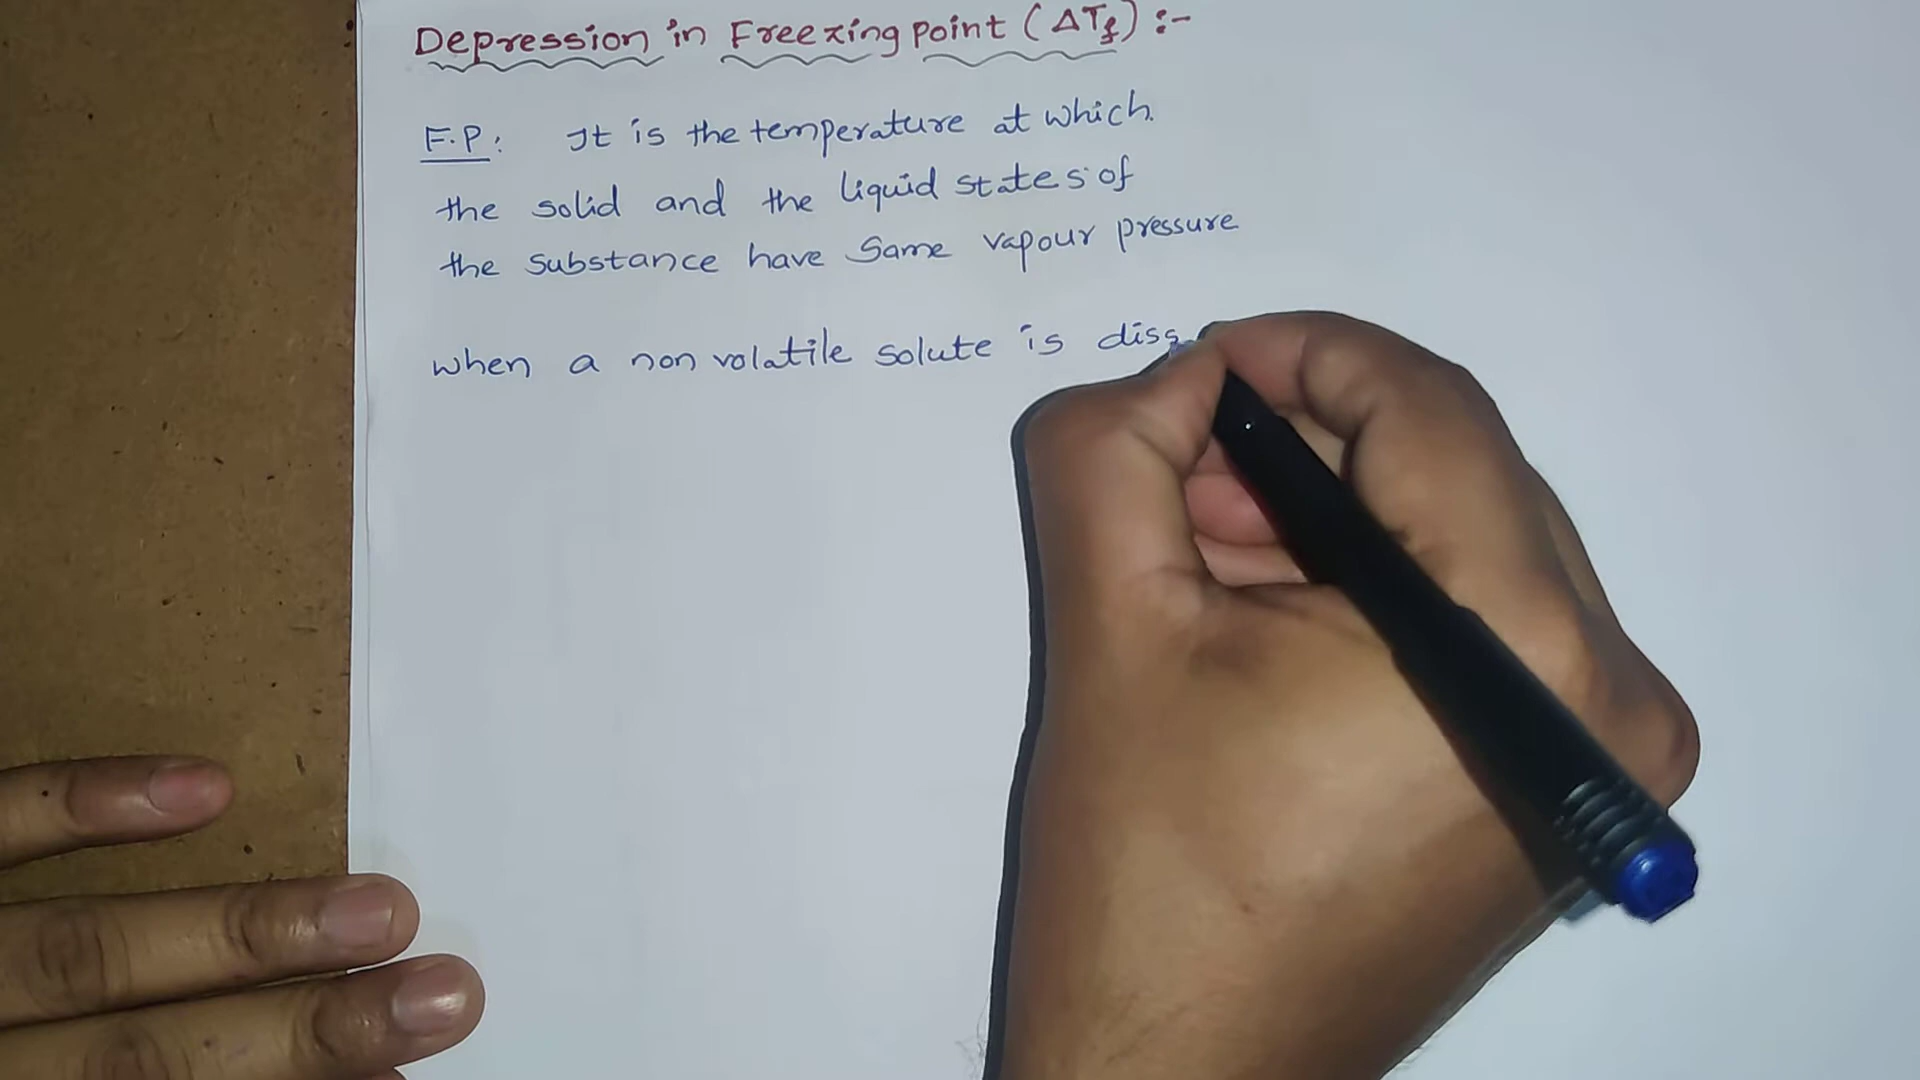 Depression in Freezing point (ΔTf) :-
F.P: It is the temperature at which
the solid and the liquid states of
the substance have same vapour pressure
when a non volatile solute is diss